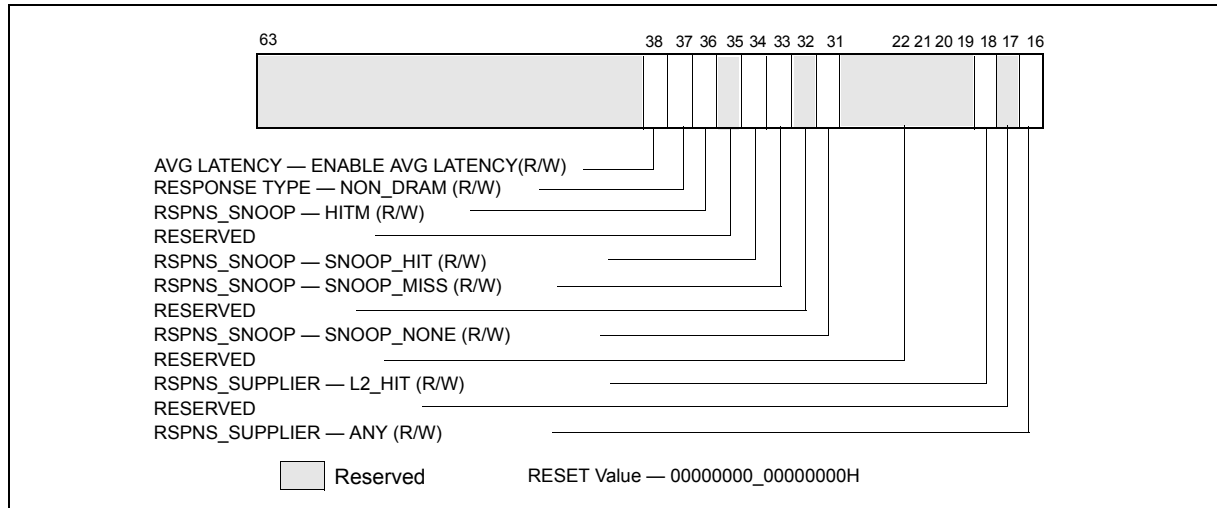 63 38 37 36 35 34 33 32 31 22 21 20 19 18 17 16
AVG LATENCY — ENABLE AVG LATENCY(R/W)
RESPONSE TYPE — NON_DRAM (R/W)
RSPNS_SNOOP — HITM (R/W)
RESERVED
RSPNS_SNOOP — SNOOP_HIT (R/W)
RSPNS_SNOOP — SNOOP_MISS (R/W)
RESERVED
RSPNS_SNOOP — SNOOP_NONE (R/W)
RESERVED
RSPNS_SUPPLIER — L2_HIT (R/W)
RESERVED
RSPNS_SUPPLIER — ANY (R/W)
Reserved RESET Value — 00000000_00000000H